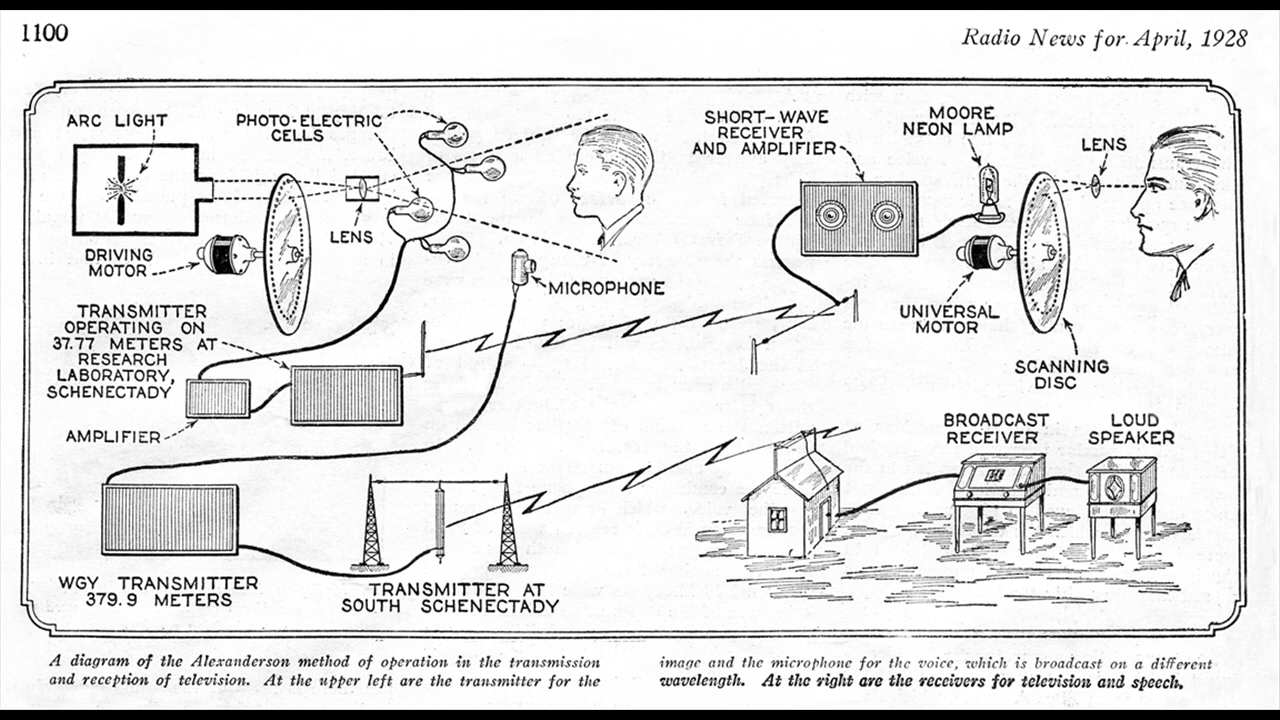 1100
Radio News for April, 1928
ARC LIGHT
PHOTO-ELECTRIC
CELLS
LENS
DRIVING
MOTOR
MICROPHONE
TRANSMITTER
OPERATING ON
37.77 METERS AT
RESEARCH
LABORATORY,
SCHENECTADY
AMPLIFIER
WGY TRANSMITTER
379.9 METERS
TRANSMITTER AT
SOUTH SCHENECTADY
SHORT-WAVE
RECEIVER
AND AMPLIFIER
MOORE
NEON LAMP
LENS
UNIVERSAL
MOTOR
SCANNING
DISC
BROADCAST
RECEIVER
LOUD
SPEAKER
A diagram of the Alexanderson method of operation in the transmission
and reception of television. At the upper left are the transmitter for the
image and the microphone for the voice, which is broadcast on a different
wavelength. At the right are the receivers for television and speech.